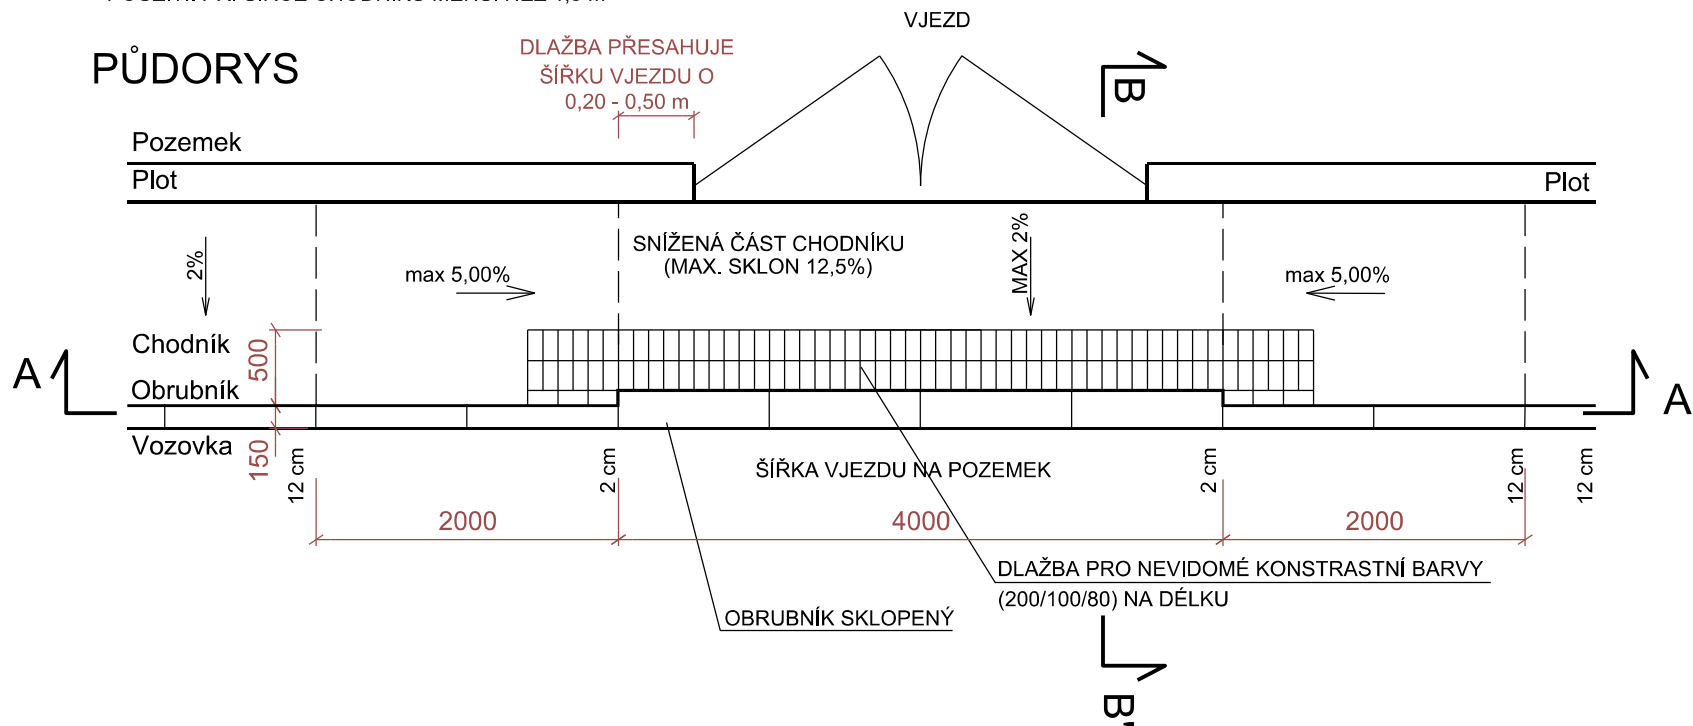 VJEZD
PŮDORYS
DLAŽBA PŘESAHUJE
ŠÍŘKU VJEZDU O
0,20 - 0,50 m
B
Pozemek
Plot
Plot
2%
max 5,00%
SNÍŽENÁ ČÁST CHODNÍKU
(MAX. SKLON 12,5%)
MAX 2%
max 5,00%
Chodník
500
A
Obrubník
A
Vozovka
150
12 cm
2 cm
ŠÍŘKA VJEZDU NA POZEMEK
2 cm
12 cm
12 cm
2000
4000
2000
DLAŽBA PRO NEVIDOMÉ KONSTRASTNÍ BARVY
(200/100/80) NA DÉLKU
OBRUBNÍK SKLOPENÝ
B'